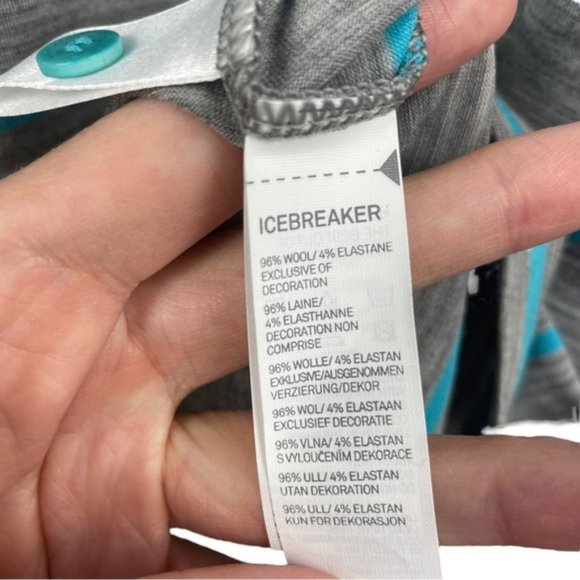 ICEBREAKER
96% WOOL/ 4% ELASTANE
EXCLUSIVE OF
DECORATION
96% LAINE/
4% ELASTHANNE
DECORATION NON
COMPRISE
96% WOLLE/ 4% ELASTAN
EXKLUSIVE/AUSGENOMMEN
VERZIERUNG/DEKOR
96% WOL/ 4% ELASTAAN
EXCLUSIEF DECORATIE
96% VLNA/ 4% ELASTAN
S VYLOUČENÍM DEKORACE
96% ULL/ 4% ELASTAN
UTAN DEKORATION
96% ULL/ 4% ELASTAN
KUN FOR DEKORASJON